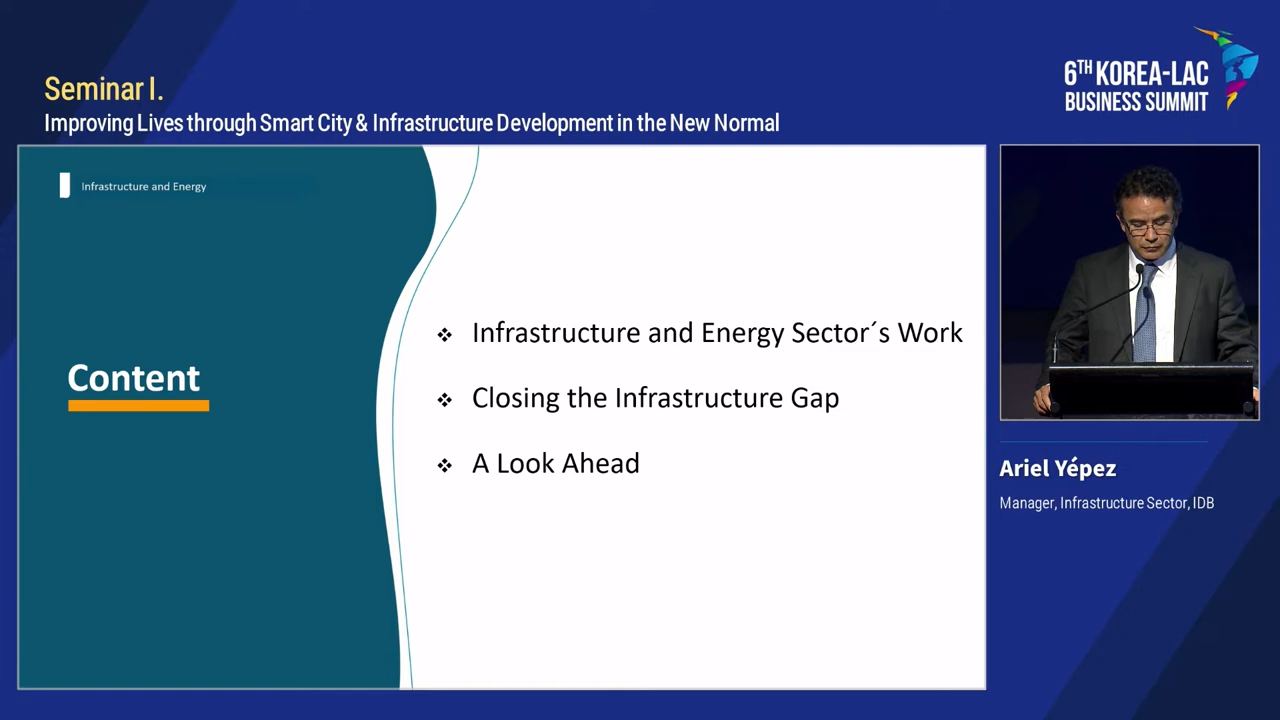 Seminar I.
Improving Lives through Smart City & Infrastructure Development in the New Normal
6TH KOREA-LAC
BUSINESS SUMMIT
Infrastructure and Energy
Content
❖ Infrastructure and Energy Sector´s Work
❖ Closing the Infrastructure Gap
❖ A Look Ahead
Ariel Yépez
Manager, Infrastructure Sector, IDB